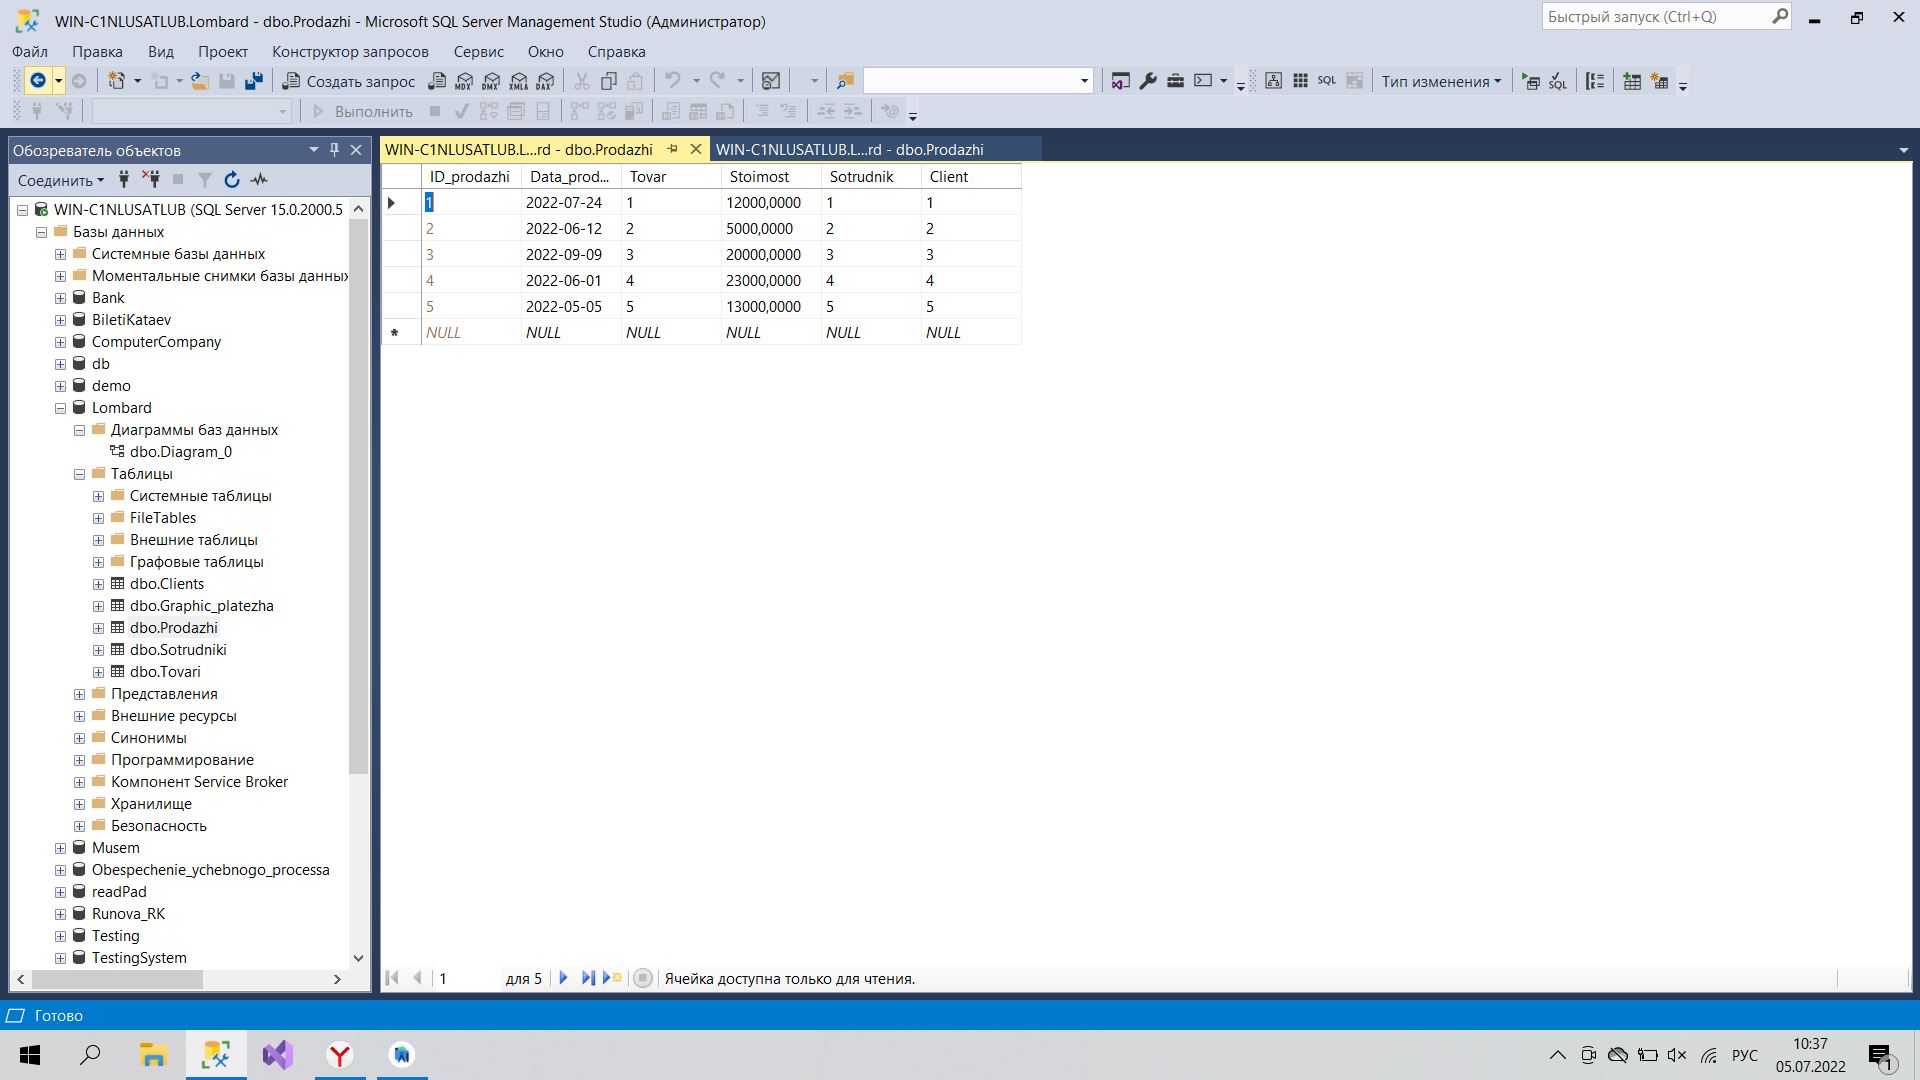 WIN-C1NLUSATLUB.Lombard - dbo.Prodazhi - Microsoft SQL Server Management Studio (Администратор)
Быстрый запуск (Ctrl+Q)
Файл Правка Вид Проект Конструктор запросов Сервис Окно Справка
Создать запрос MDX DMX XMLA DAX SQL Тип изменения
Выполнить
Обозреватель объектов
Соединить
WIN-C1NLUSATLUB (SQL Server 15.0.2000.5
Базы данных
Системные базы данных
Моментальные снимки базы данных
Bank
BiletiKataev
ComputerCompany
db
demo
Lombard
Диаграммы баз данных
dbo.Diagram_0
Таблицы
Системные таблицы
FileTables
Внешние таблицы
Графовые таблицы
dbo.Clients
dbo.Graphic_platezha
dbo.Prodazhi
dbo.Sotrudniki
dbo.Tovari
Представления
Внешние ресурсы
Синонимы
Программирование
Компонент Service Broker
Хранилище
Безопасность
Musem
Obespechenie_ychebnogo_processa
readPad
Runova_RK
Testing
TestingSystem
WIN-C1NLUSATLUB.L...rd - dbo.Prodazhi WIN-C1NLUSATLUB.L...rd - dbo.Prodazhi
ID_prodazhi Data_prod... Tovar Stoimost Sotrudnik Client
1 2022-07-24 1 12000,0000 1 1
2 2022-06-12 2 5000,0000 2 2
3 2022-09-09 3 20000,0000 3 3
4 2022-06-01 4 23000,0000 4 4
5 2022-05-05 5 13000,0000 5 5
* NULL NULL NULL NULL NULL NULL
1 для 5 Ячейка доступна только для чтения.
Готово
РУС
10:37
05.07.2022
1